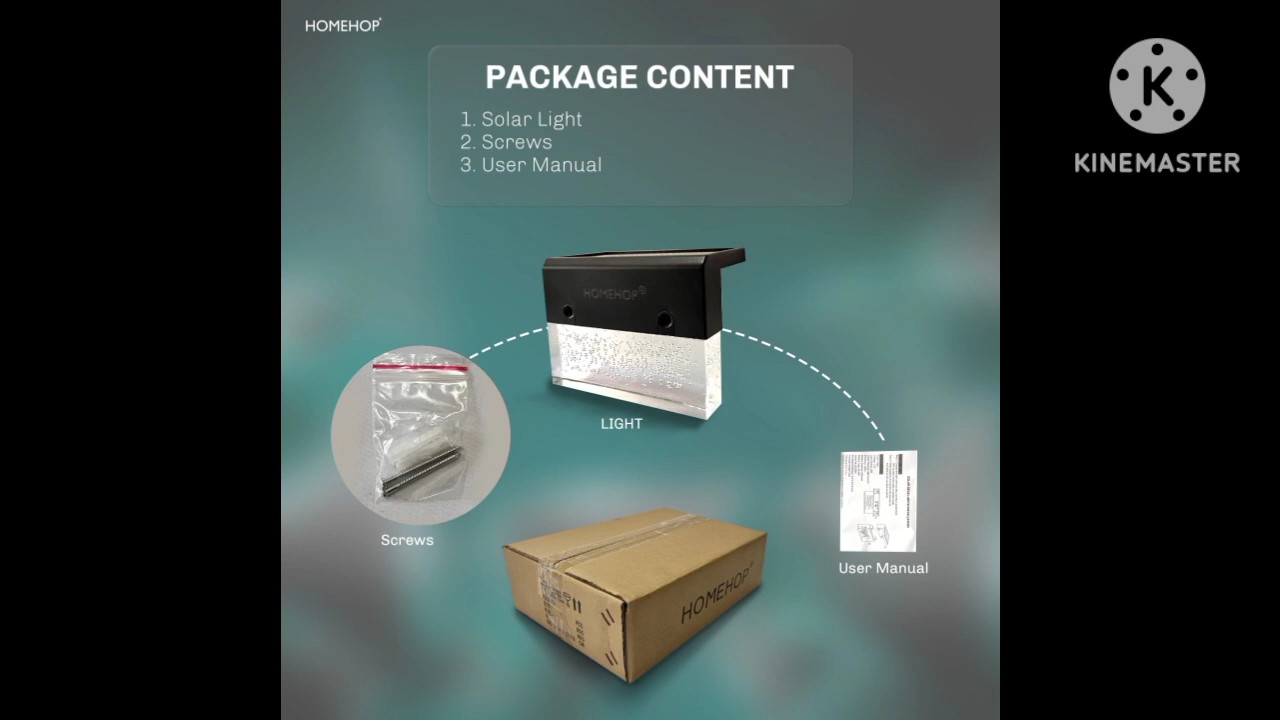 HOMEHOP®
PACKAGE CONTENT
1. Solar Light
2. Screws
3. User Manual
K
KINEMASTER
HOMEHOP®
LIGHT
Screws
User Manual
HOMEHOP®